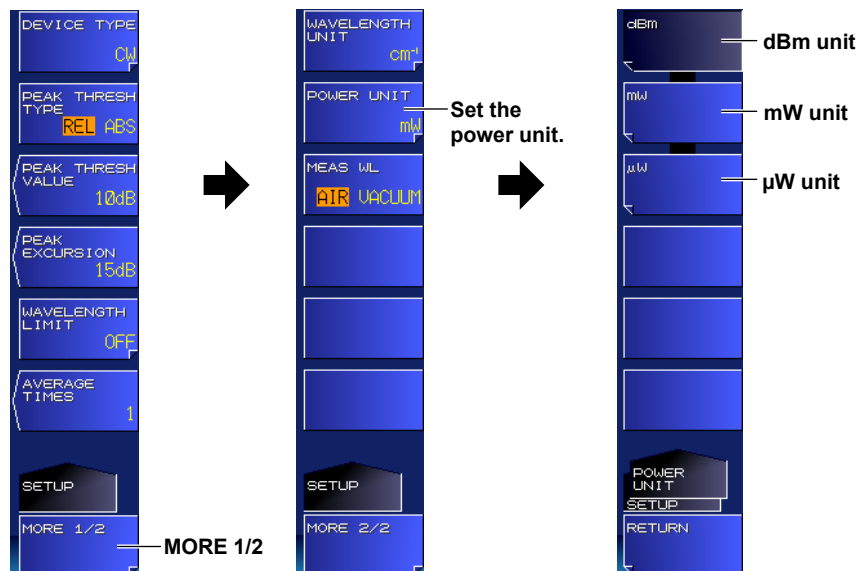 DEVICE TYPE
CW
PEAK THRESH
TYPE
REL ABS
PEAK THRESH
VALUE
10dB
PEAK
EXCURSION
15dB
WAVELENGTH
LIMIT
OFF
AVERAGE
TIMES
1
SETUP
MORE 1/2
MORE 1/2
WAVELENGTH
UNIT
cm⁻¹
POWER UNIT
mW
Set the
power unit.
MEAS WL
AIR VACUUM
SETUP
MORE 2/2
dBm
dBm unit
mW
mW unit
µW
µW unit
POWER
UNIT
SETUP
RETURN